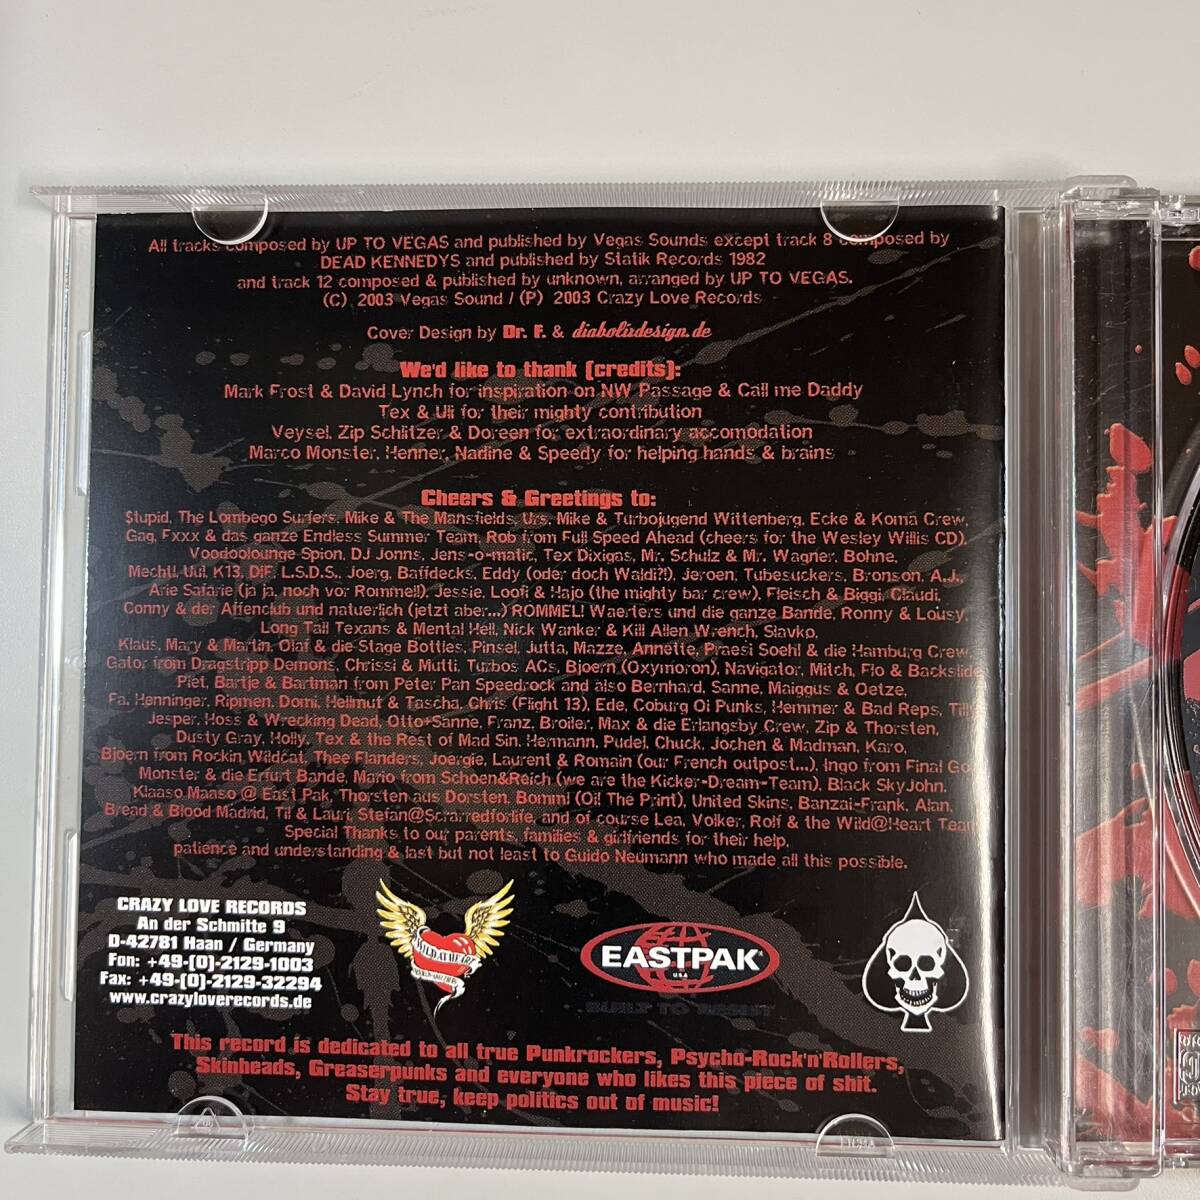 All tracks composed by UP TO VEGAS and published by Vegas Sounds except track 8 composed by
DEAD KENNEDYS and published by Statik Records 1982
and track 12 composed & published by unknown, arranged by UP TO VEGAS.
(C) 2003 Vegas Sound / (P) 2003 Crazy Love Records
Cover Design by Dr. F. & diabolixdesign.de
We'd like to thank (credits):
Mark Frost & David Lynch for inspiration on NW Passage & Call me Daddy
Tex & Uli for their mighty contribution
Veysel, Zip Schlitzer & Doreen for extraordinary accomodation
Marco Monster, Henner, Nadine & Speedy for helping hands & brains
Cheers & Greetings to:
$tupid, The Lombego Surfers, Mike & The Mansfields, Urs, Mike & Turbojugend Wittenberg, Ecke & Koma Crew,
Gag, Fxxx & das ganze Endless Summer Team, Rob from Full Speed Ahead (cheers for the Wesley Willis CD),
Voodoolounge Spion, DJ Jonns, Jens-o-matic, Tex Dixigas, Mr. Schulz & Mr. Wagner, Bohne,
Mechtl, Uul, K13, DIF, L.S.D.S., Joerg, Batidecks, Eddy (oder doch Waldi?!), Jeroen, Tubesuckers, Bronson, A.J.,
Arie Safarie (ja ja, noch vor Rommel!) Jessie, Loofi & Hajo (the mighty bar crew), Fleisch & Biggi, Claudi,
Conny & der Affenclub und natuerlich (jetzt aber...) ROMMEL! Waerters und die ganze Bande, Ronny & Lousy,
Long Tall Texans & Mental Hell, Nick Wanker & Kill Allen Wrench, Slavko,
Klaus, Mary & Martin, Olaf & die Stage Bottles, Pinsel, Jutta, Mazze, Annette, Praesi Soehl & die Hamburg Crew,
Gator from Dragstripp Demons, Chrissi & Mutti, Turbos ACs, Bjoern (Oxymoron), Navigator, Mitch, Flo & Backslide
Piet, Bartje & Bartman from Peter Pan Speedrock and also Bernhard, Sanne, Maiggus & Oetze,
Fa. Henninger, Ripmen, Domi, Hellmut & Tascha, Chris (Flight 13), Ede, Coburg Oi Punks, Hemmer & Bad Reps, Till
Jesper, Hoss & Wrecking Dead, Otto+Sanne, Franz, Broiler, Max & die Erlangsby Crew, Zip & Thorsten,
Dusty Gray, Holly, Tex & the Rest of Mad Sin, Hermann, Pudel, Chuck, Jochen & Madman, Karo,
Bjoern from Rockin Wildcat, Thee Flanders, Joergie, Laurent & Romain (our French outpost...), Ingo from Final Go
Monster & die Erfurt Bande, Mario from Schoen&Reich (we are the Kicker-Dream-Team), Black SkyJohn,
Klaaso Maaso @ East Pak, Thorsten aus Dorsten, Bomml (Oi! The Print), United Skins, Banzai-Frank, Alan,
Bread & Blood Madrid, Til & Lauri, Stefan@Scrarredforlife, and of course Lea, Volker, Rolf & the Wild@Heart Team
Special Thanks to our parents, families & girlfriends for their help,
patience and understanding & last but not least to Guido Neumann who made all this possible.
CRAZY LOVE RECORDS
An der Schmitte 9
D-42781 Haan / Germany
Fon: +49-(0)-2129-1003
Fax: +49-(0)-2129-32294
www.crazyloverecords.de
WILD AT HEART
EASTPAK
U.S.A
BUILT TO RESIST
This record is dedicated to all true Punkrockers, Psycho-Rock'n'Rollers,
Skinheads, Greaserpunks and everyone who likes this piece of shit.
Stay true, keep politics out of music!